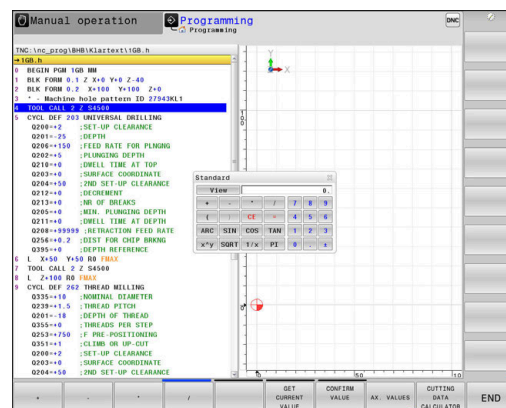 Manual operation
Programming
Programming
DNC
TNC:\nc_prog\BHB\Klartext\1GB.h
→1GB.h
0 BEGIN PGM 1GB MM
1 BLK FORM 0.1 Z X+0 Y+0 Z-40
2 BLK FORM 0.2 X+100 Y+100 Z+0
3 * - Machine hole pattern ID 27943KL1
4 TOOL CALL 2 Z S4500
5 CYCL DEF 203 UNIVERSAL DRILLING
Q200=+2 ;SET-UP CLEARANCE
Q201=-25 ;DEPTH
Q206=+150 ;FEED RATE FOR PLNGNG
Q202=+5 ;PLUNGING DEPTH
Q210=+0 ;DWELL TIME AT TOP
Q203=+0 ;SURFACE COORDINATE
Q204=+50 ;2ND SET-UP CLEARANCE
Q212=+0 ;DECREMENT
Q213=+0 ;NR OF BREAKS
Q205=+0 ;MIN. PLUNGING DEPTH
Q211=+0 ;DWELL TIME AT DEPTH
Q208=+99999 ;RETRACTION FEED RATE
Q256=+0.2 ;DIST FOR CHIP BRKNG
Q395=+0 ;DEPTH REFERENCE
6 L X+50 Y+50 R0 FMAX
7 TOOL CALL 2 Z S4500
8 L Z+100 R0 FMAX
9 CYCL DEF 262 THREAD MILLING
Q335=+10 ;NOMINAL DIAMETER
Q239=+1.5 ;THREAD PITCH
Q201=-18 ;DEPTH OF THREAD
Q355=+0 ;THREADS PER STEP
Q253=+750 ;F PRE-POSITIONING
Q351=+1 ;CLIMB OR UP-CUT
Q200=+2 ;SET-UP CLEARANCE
Q203=+0 ;SURFACE COORDINATE
Q204=+50 ;2ND SET-UP CLEARANCE
Y
X
100
0
0 50 10
Standard
View 0.
+ - * / 7 8 9
( ) CE = 4 5 6
ARC SIN COS TAN 1 2 3
x^y SQRT 1/x PI 0 . ±
+ - * /
GET CURRENT VALUE
CONFIRM VALUE
AX. VALUES
CUTTING DATA CALCULATOR
END